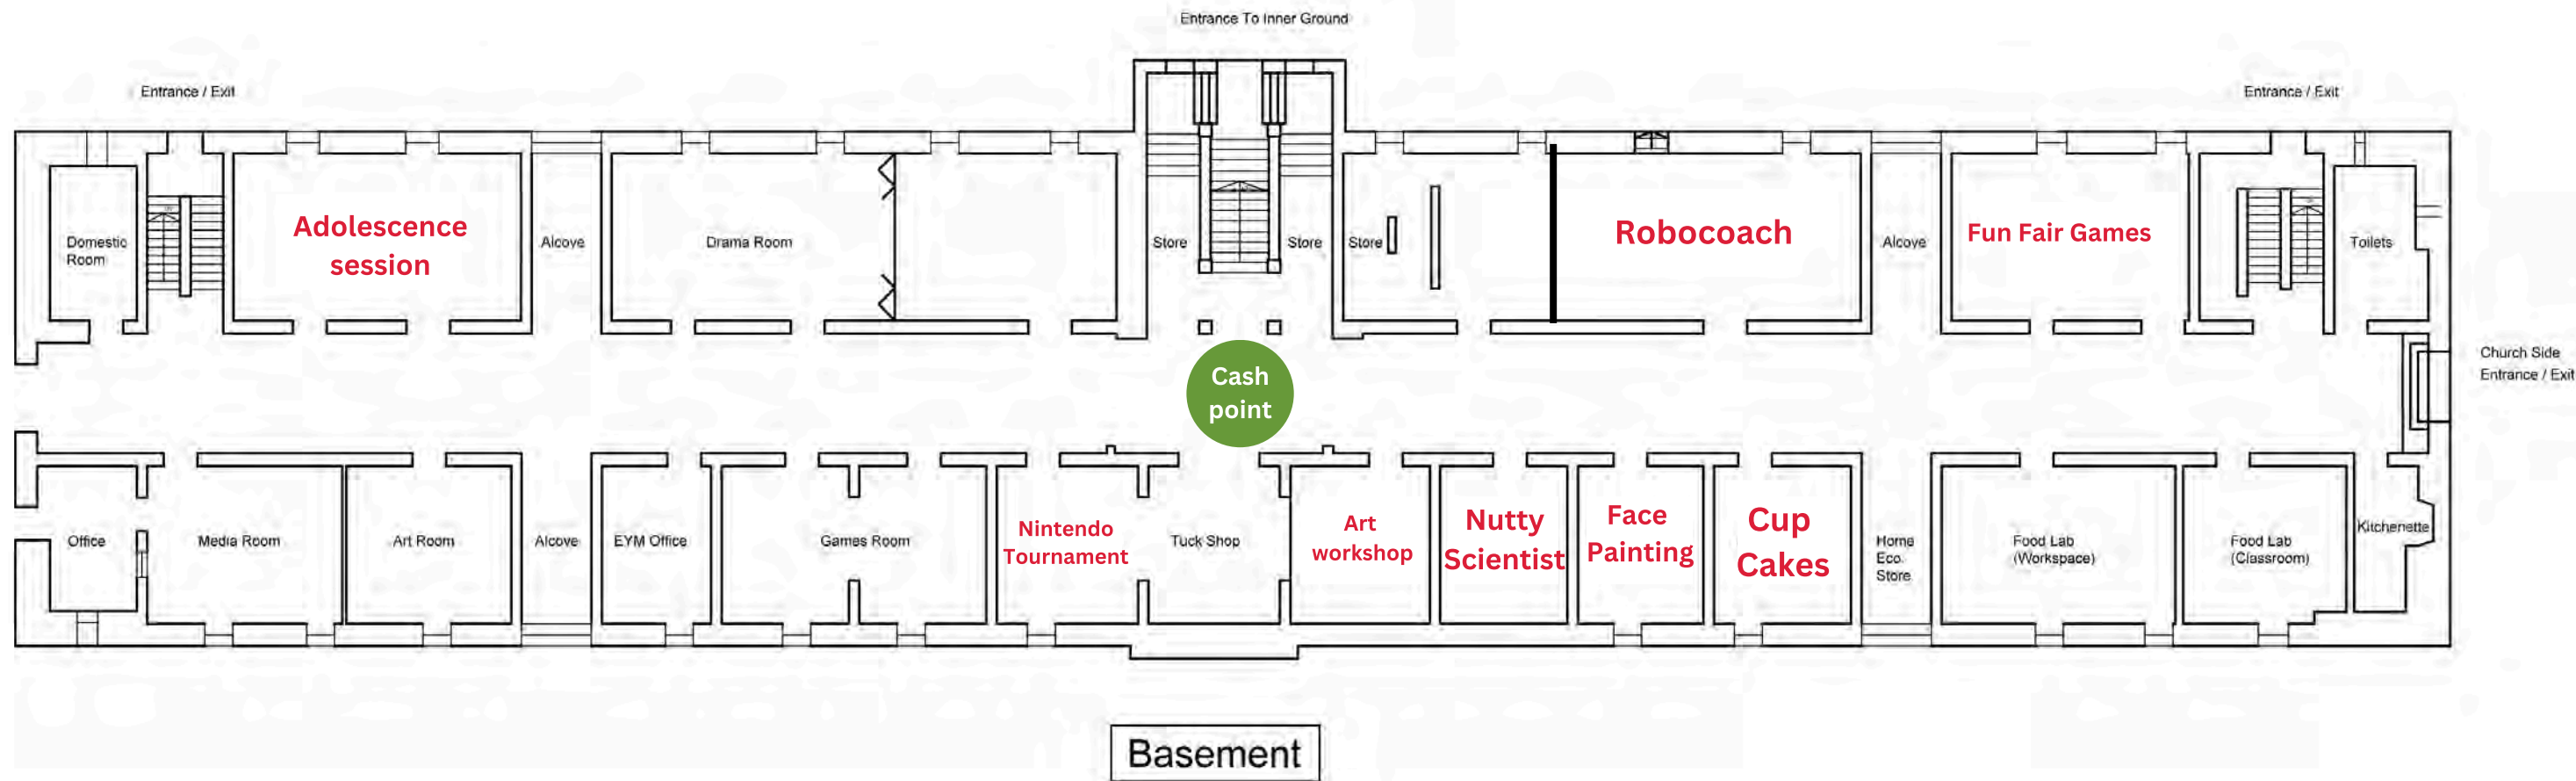 Entrance To Inner Ground
Entrance / Exit
Entrance / Exit
Adolescence
session
Domestic
Room
Alcove
Drama Room
Store
Store
Store
Robocoach
Alcove
Fun Fair Games
Toilets
Cash
point
Church Side
Entrance / Exit
Office
Media Room
Art Room
Alcove
EYM Office
Games Room
Nintendo
Tournament
Tuck Shop
Art
workshop
Nutty
Scientist
Face
Painting
Cup
Cakes
Home
Eco.
Store
Food Lab
(Workspace)
Food Lab
(Classroom)
Kitchenette
Basement